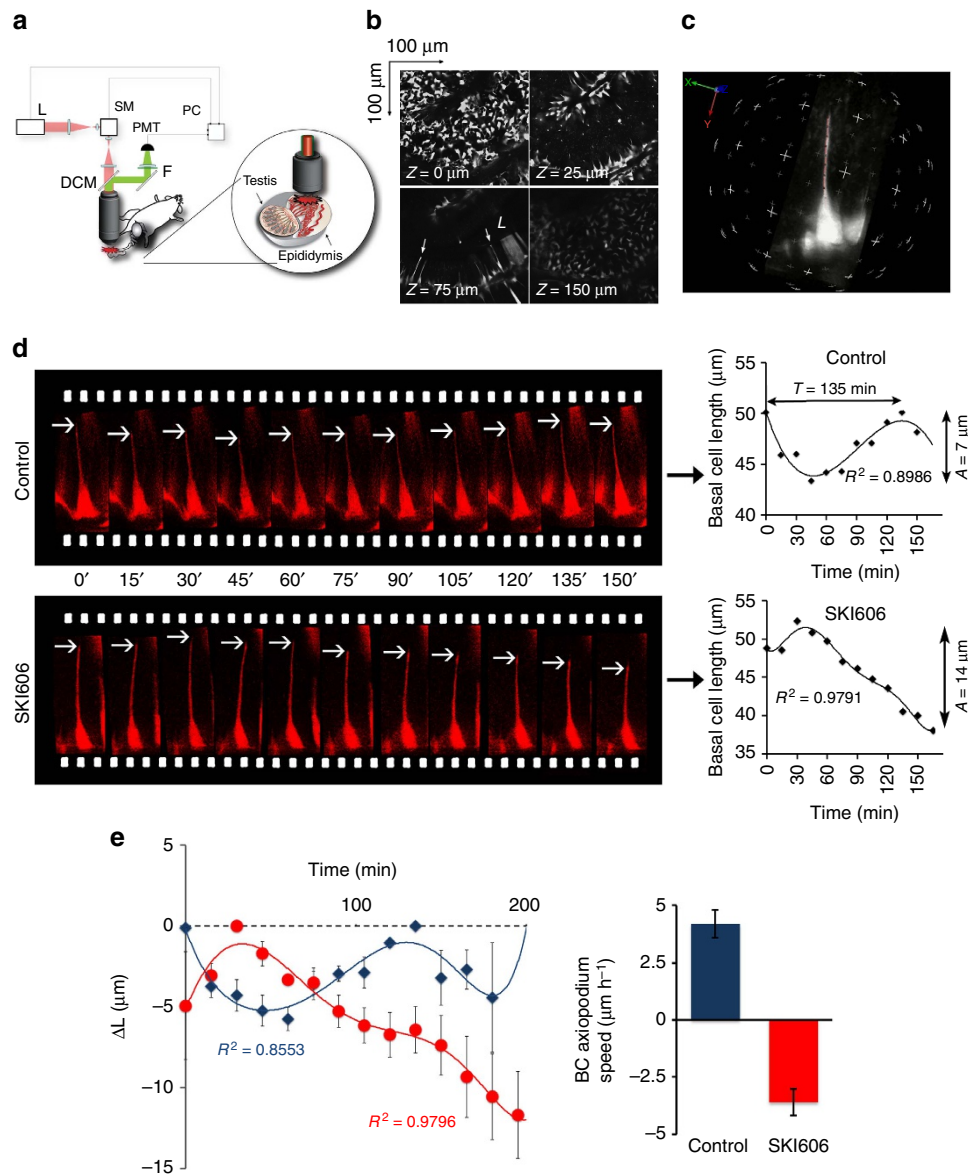 a
L
SM
PC
PMT
DCM
F
Testis
Epididymis
b
100 μm
100 μm
Z = 0 μm
Z = 25 μm
L
Z = 75 μm
Z = 150 μm
c
X
Y
d
Control
0′ 15′ 30′ 45′ 60′ 75′ 90′ 105′ 120′ 135′ 150′
SKI606
Control
Basal cell length (μm)
55
50
45
40
T = 135 min
A = 7 μm
R² = 0.8986
0 30 60 90 120 150
Time (min)
SKI606
Basal cell length (μm)
55
50
45
40
35
A = 14 μm
R² = 0.9791
0 30 60 90 120 150
Time (min)
e
Time (min)
100 200
5
0
−5
−10
−15
ΔL (μm)
R² = 0.8553
R² = 0.9796
BC axiopodium
speed (μm h⁻¹)
5
2.5
0
−2.5
−5
Control SKI606